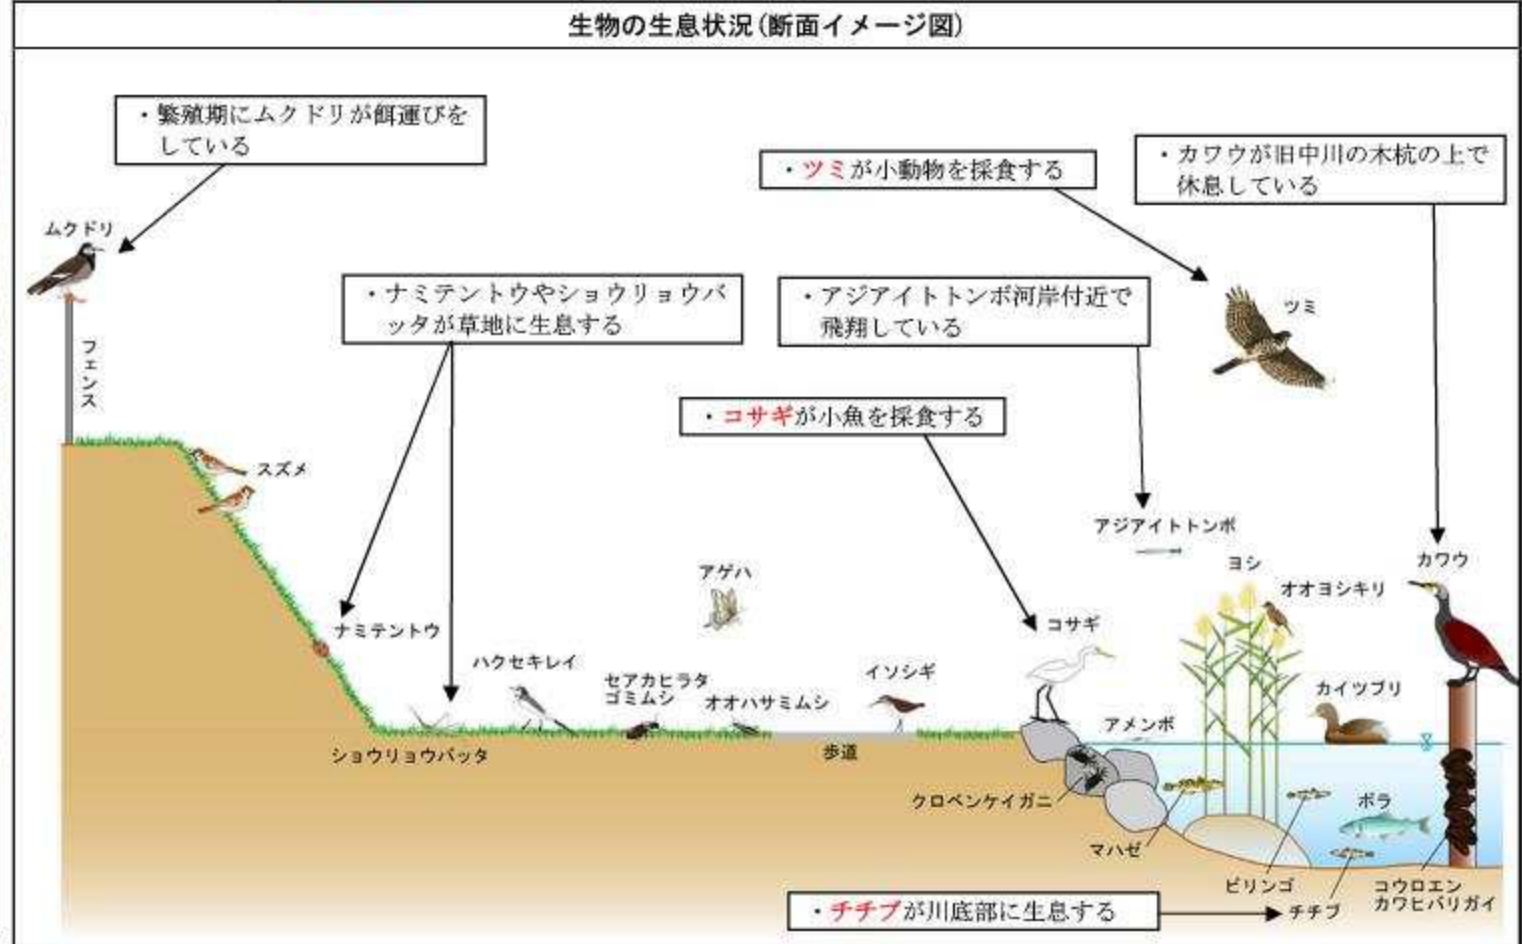 生物の生息状況(断面イメージ図)
・繁殖期にムクドリが餌運びを
している
・ツミが小動物を採食する
・カワウが旧中川の木杭の上で
休息している
ムクドリ
・ナミテントウやショウリョウバ
ッタが草地に生息する
・アジアイトトンボ河岸付近で
飛翔している
ツミ
フェンス
・コサギが小魚を採食する
スズメ
アジアイトトンボ
アゲハ
ヨシ
カワウ
オオヨシキリ
ナミテントウ
コサギ
ハクセキレイ
セアカヒラタ
ゴミムシ
オオハサミムシ
イソシギ
カイツブリ
アメンボ
ショウリョウバッタ
歩道
クロベンケイガニ
ボラ
マハゼ
ビリンゴ
コウロエン
カワヒバリガイ
・チチブが川底部に生息する
チチブ